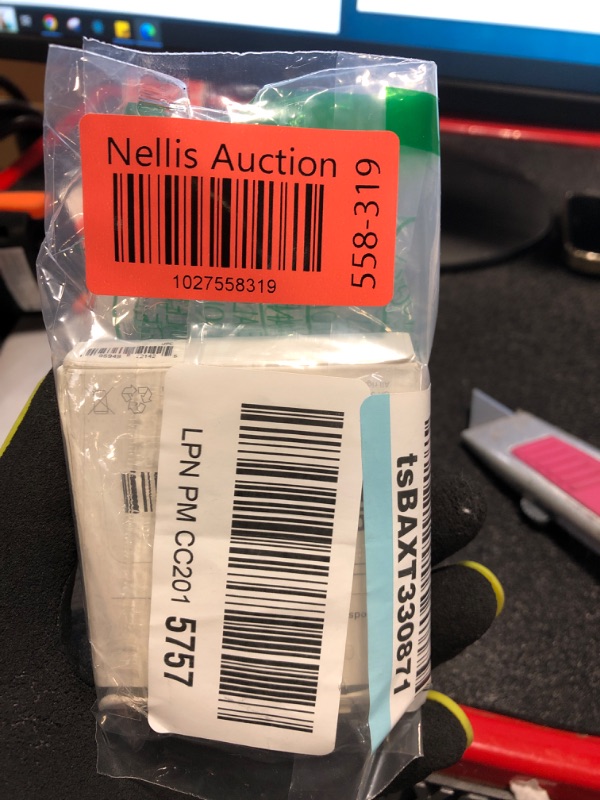 Nellis Auction
558-319
1027558319
LPN PM CC201 5757
tsBAXT330871